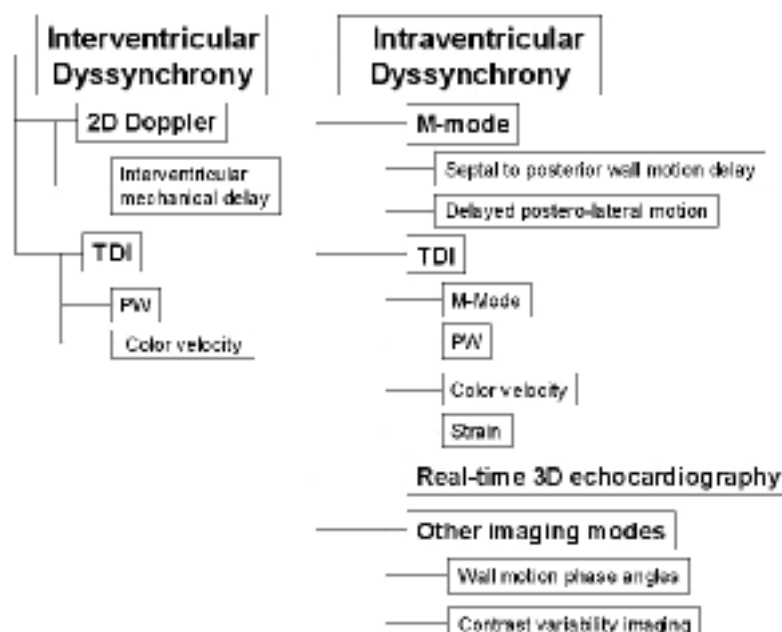 Interventricular
Dyssynchrony
2D Doppler
Interventricular
mechanical delay
TDI
PW
Color velocity
Intraventricular
Dyssynchrony
M-mode
Septal to posterior wall motion delay
Delayed postero-lateral motion
TDI
M-Mode
PW
Color velocity
Strain
Real-time 3D echocardiography
Other imaging modes
Wall motion phase angles
Contrast variability imaging